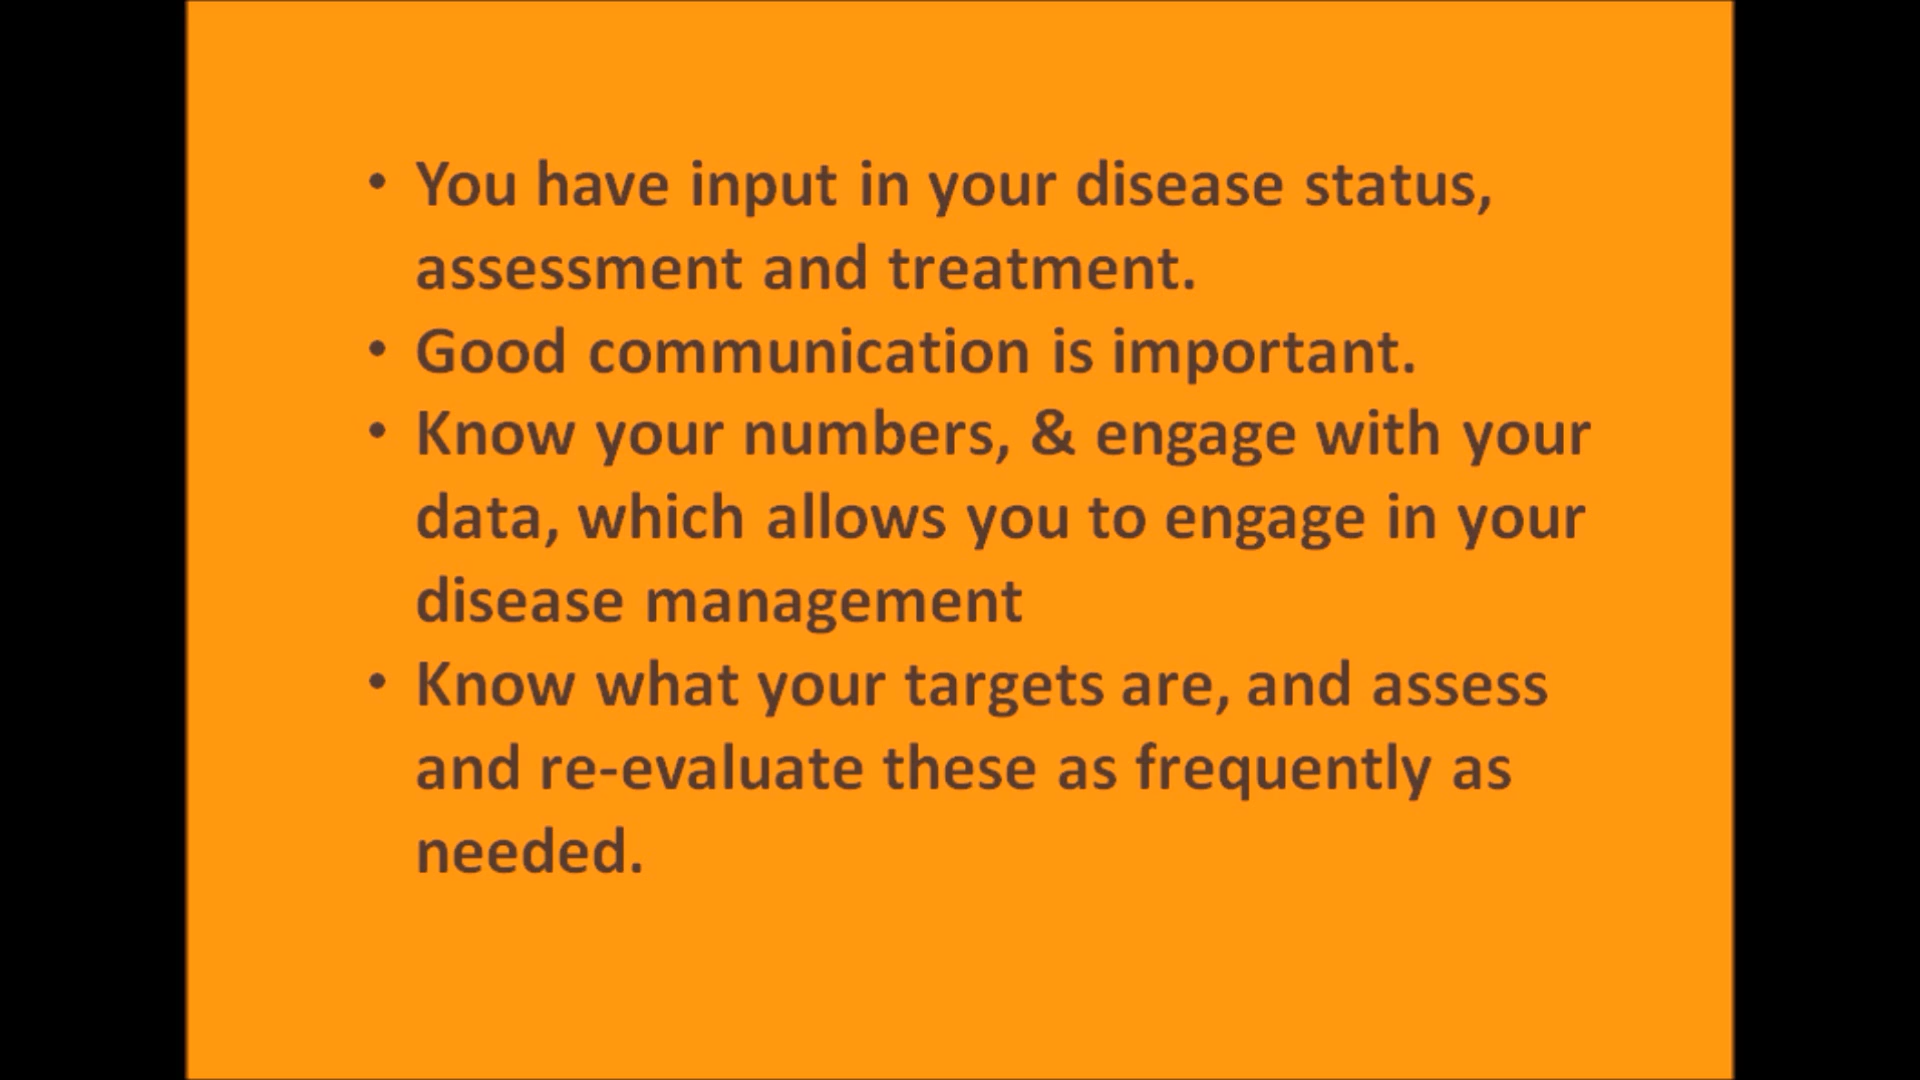 • You have input in your disease status,
assessment and treatment.
• Good communication is important.
• Know your numbers, & engage with your
data, which allows you to engage in your
disease management
• Know what your targets are, and assess
and re-evaluate these as frequently as
needed.